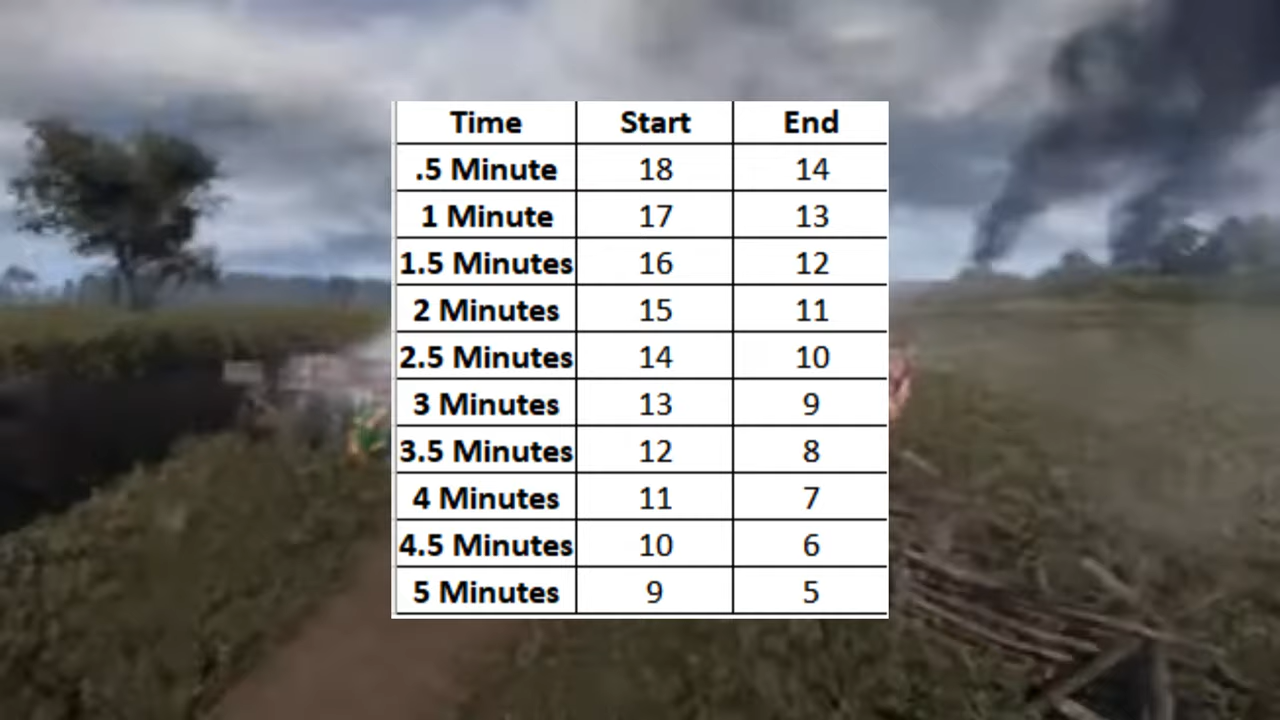 Time Start End
.5 Minute 18 14
1 Minute 17 13
1.5 Minutes 16 12
2 Minutes 15 11
2.5 Minutes 14 10
3 Minutes 13 9
3.5 Minutes 12 8
4 Minutes 11 7
4.5 Minutes 10 6
5 Minutes 9 5